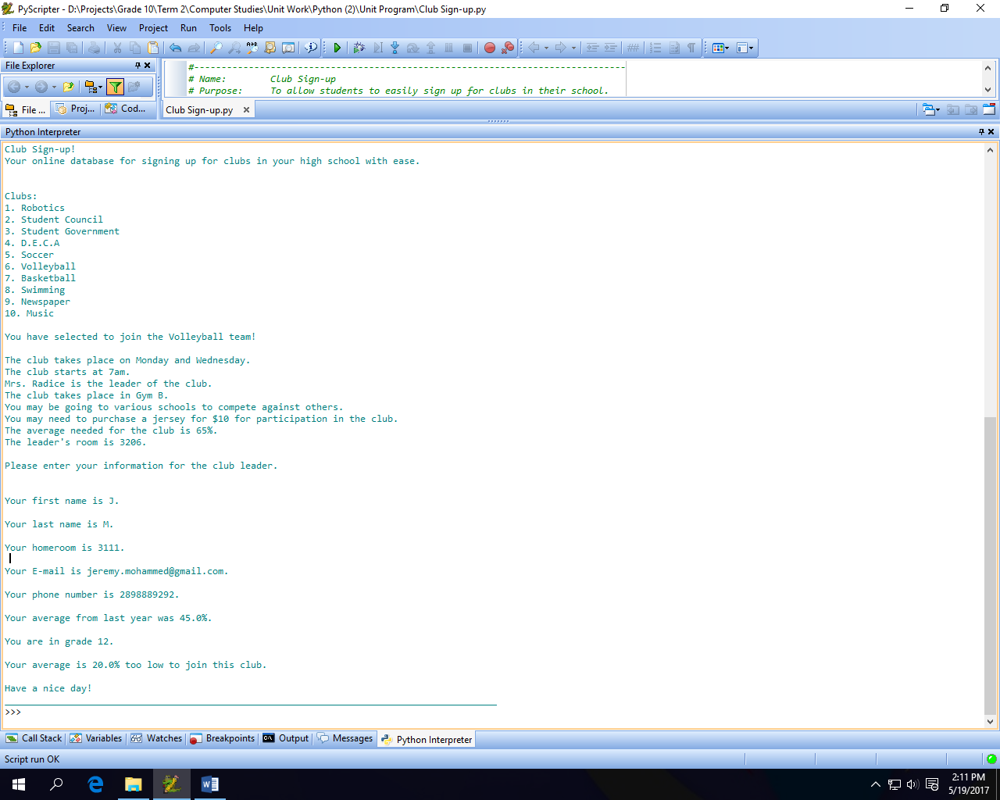 PyScripter - D:\Projects\Grade 10\Term 2\Computer Studies\Unit Work\Python (2)\Unit Program\Club Sign-up.py
File Edit Search View Project Run Tools Help
File Explorer
#-------------------------------------------------------------------------------
# Name: Club Sign-up
# Purpose: To allow students to easily sign up for clubs in their school.
File ... Proj... Cod...
Club Sign-up.py
Python Interpreter
Club Sign-up!
Your online database for signing up for clubs in your high school with ease.
Clubs:
1. Robotics
2. Student Council
3. Student Government
4. D.E.C.A
5. Soccer
6. Volleyball
7. Basketball
8. Swimming
9. Newspaper
10. Music
You have selected to join the Volleyball team!
The club takes place on Monday and Wednesday.
The club starts at 7am.
Mrs. Radice is the leader of the club.
The club takes place in Gym B.
You may be going to various schools to compete against others.
You may need to purchase a jersey for $10 for participation in the club.
The average needed for the club is 65%.
The leader's room is 3206.
Please enter your information for the club leader.
Your first name is J.
Your last name is M.
Your homeroom is 3111.
Your E-mail is jeremy.mohammed@gmail.com.
Your phone number is 2898889292.
Your average from last year was 45.0%.
You are in grade 12.
Your average is 20.0% too low to join this club.
Have a nice day!
>>>
Call Stack Variables Watches Breakpoints Output Messages Python Interpreter
Script run OK
2:11 PM
5/19/2017